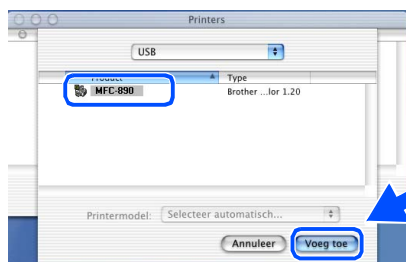 Printers
USB
Product Type
MFC-890 Brother ...lor 1.20
Printermodel: Selecteer automatisch...
Annuleer Voeg toe